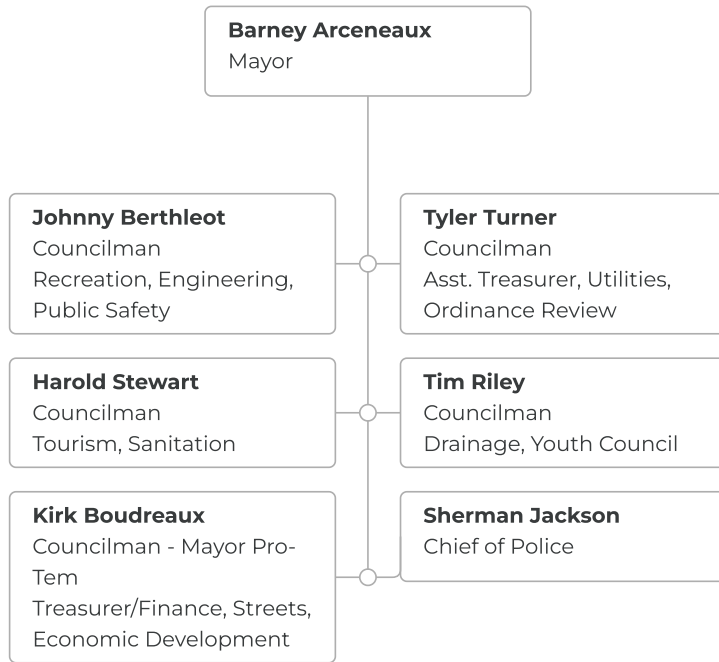 Barney Arceneaux
Mayor
Johnny Berthleot
Councilman
Recreation, Engineering,
Public Safety
Tyler Turner
Councilman
Asst. Treasurer, Utilities,
Ordinance Review
Harold Stewart
Councilman
Tourism, Sanitation
Tim Riley
Councilman
Drainage, Youth Council
Kirk Boudreaux
Councilman - Mayor Pro-
Tem
Treasurer/Finance, Streets,
Economic Development
Sherman Jackson
Chief of Police